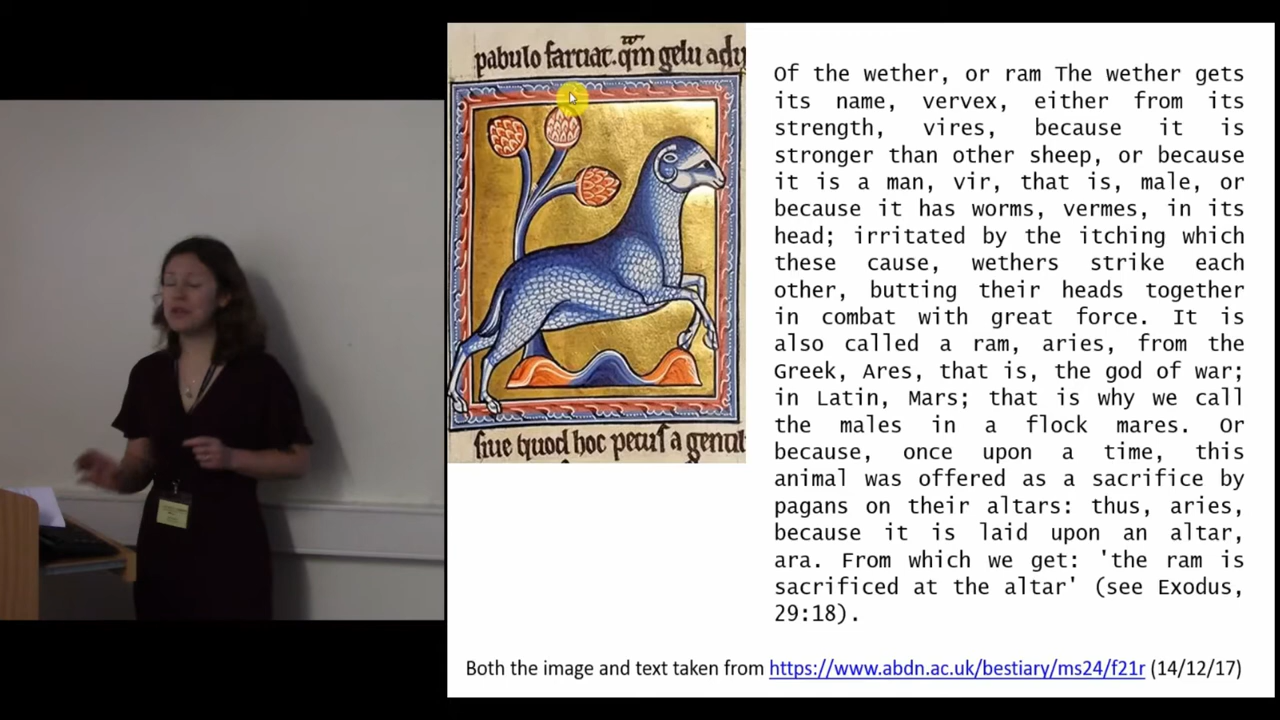 pabulo farciat. qm gelu
Of the wether, or ram The wether gets
its name, vervex, either from its
strength, vires, because it is
stronger than other sheep, or because
it is a man, vir, that is, male, or
because it has worms, vermes, in its
head; irritated by the itching which
these cause, wethers strike each
other, butting their heads together
in combat with great force. It is
also called a ram, aries, from the
Greek, Ares, that is, the god of war;
in Latin, Mars; that is why we call
the males in a flock mares. Or
because, once upon a time, this
animal was offered as a sacrifice by
pagans on their altars: thus, aries,
because it is laid upon an altar,
ara. From which we get: 'the ram is
sacrificed at the altar' (see Exodus,
29:18).
siue quod hoc pecus a gentil
Both the image and text taken from https://www.abdn.ac.uk/bestiary/ms24/f21r (14/12/17)